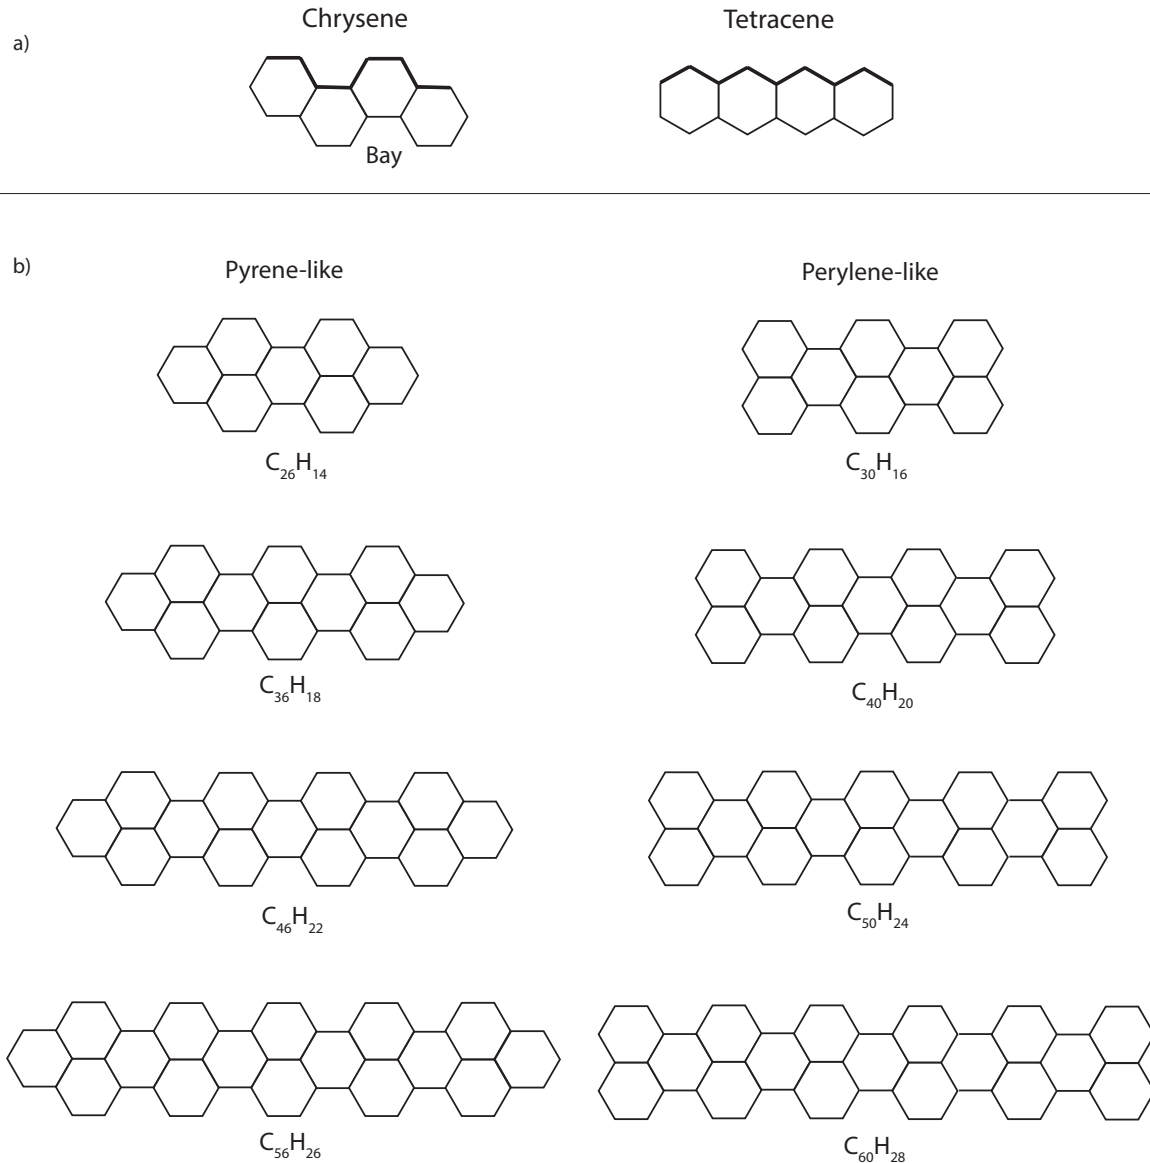 a)
Chrysene
Tetracene
Bay
b)
Pyrene-like
Perylene-like
C₂₆H₁₄
C₃₀H₁₆
C₃₆H₁₈
C₄₀H₂₀
C₄₆H₂₂
C₅₀H₂₄
C₅₆H₂₆
C₆₀H₂₈